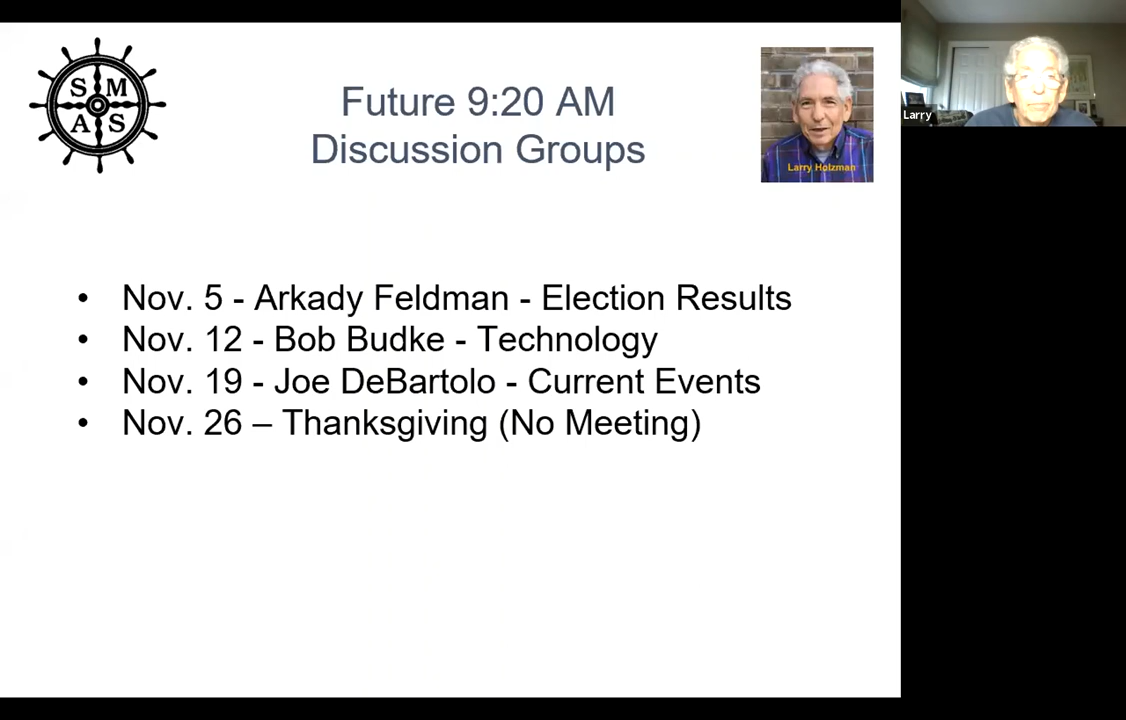 S M
A S
Future 9:20 AM
Discussion Groups
Larry Holzman
Larry
• Nov. 5 - Arkady Feldman - Election Results
• Nov. 12 - Bob Budke - Technology
• Nov. 19 - Joe DeBartolo - Current Events
• Nov. 26 – Thanksgiving (No Meeting)